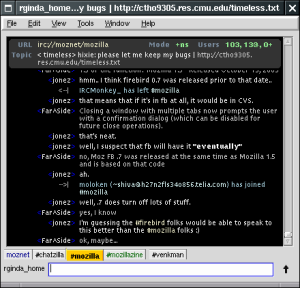 rginda_home...y bugs | http://ctho9305.res.cmu.edu/timeless.txt
File Edit View Tools Window Help
URL irc://moznet/mozilla Mode +ns Users 103, 139, 0+
Topic < timeless> hixie: please let me keep my bugs | http://ctho9305.
res.cmu.edu/timeless.txt
jonez hmm.. I think firebird 0.7 was released prior to that date..
<-| IRCMonkey_ has left #mozilla
jonez that means that if it's in fb at all, it would be in CVS.
FarASide Closing a window with multiple tabs now prompts the user
with a confirmation dialog (which can be disabled for
future close operations).
jonez that's neat.
jonez well, I suspect that fb will have it *eventually*
FarASide no, Moz FB .7 was released at the same time as Mozilla 1.5
and is based on that code
jonez ah.
->| moloken (~shiva@h27n2fls34o856.telia.com) has joined
#mozilla
jonez well, .7 does turn off lots of stuff.
FarASide yes, I know
jonez I'm guessing the #firebird folks would be able to speak to
this better than the #mozilla folks :)
FarASide ok, maybe..
moznet #chatzilla #mozilla #mozillazine #venkman
rginda_home